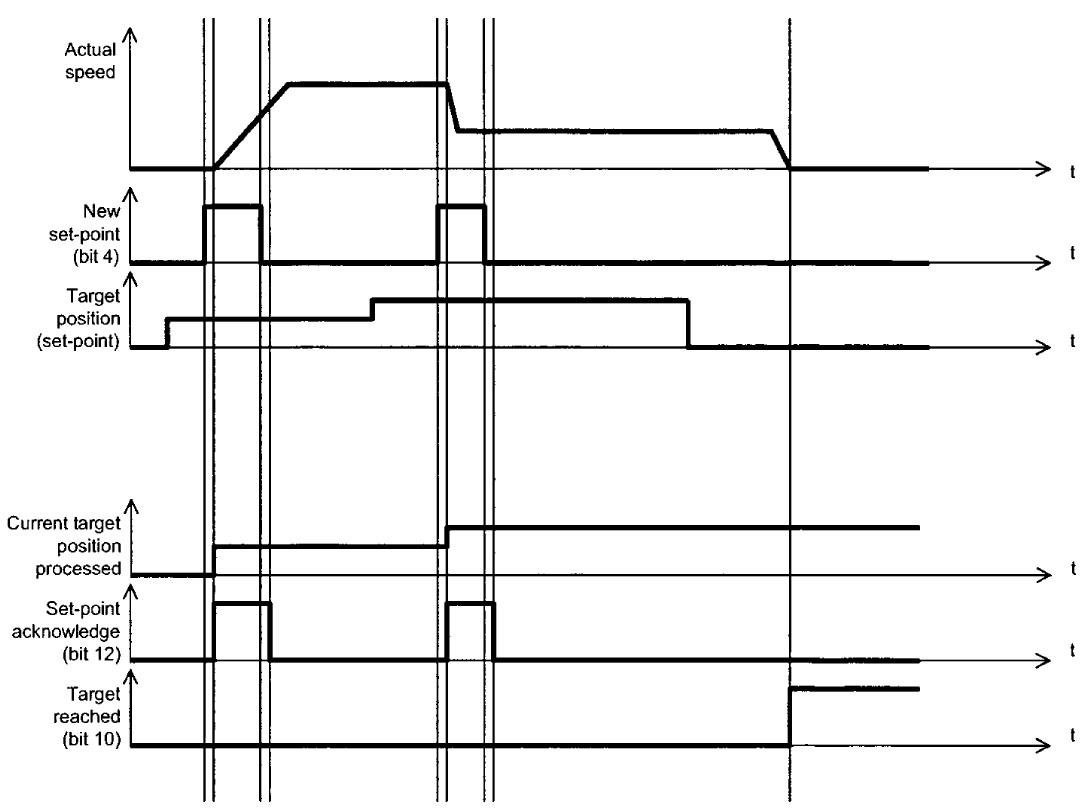 Actual
speed
t
New
set-point
(bit 4)
t
Target
position
(set-point)
t
Current target
position
processed
t
Set-point
acknowledge
(bit 12)
t
Target
reached
(bit 10)
t